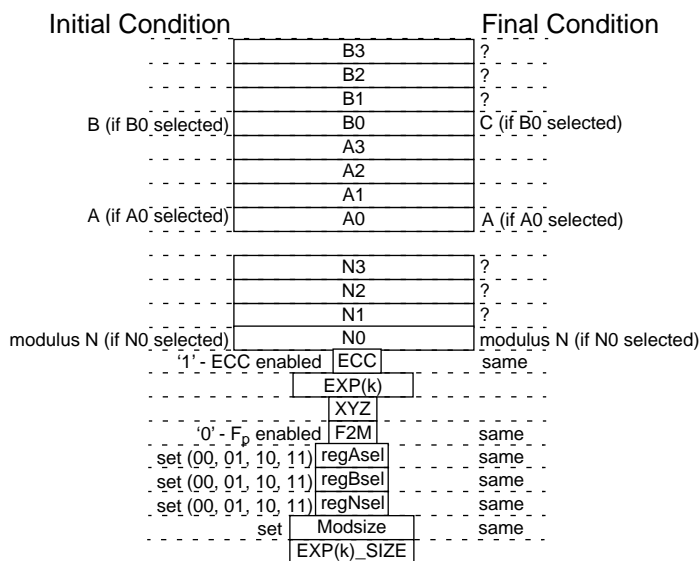 Initial Condition Final Condition
B3 ?
B2 ?
B1 ?
B (if B0 selected) B0 C (if B0 selected)
A3
A2
A1
A (if A0 selected) A0 A (if A0 selected)
N3 ?
N2 ?
N1 ?
modulus N (if N0 selected) N0 modulus N (if N0 selected)
‘1’ - ECC enabled ECC same
EXP(k)
XYZ
‘0’ - Fp enabled F2M same
set (00, 01, 10, 11) regAsel same
set (00, 01, 10, 11) regBsel same
set (00, 01, 10, 11) regNsel same
set Modsize same
EXP(k)_SIZE